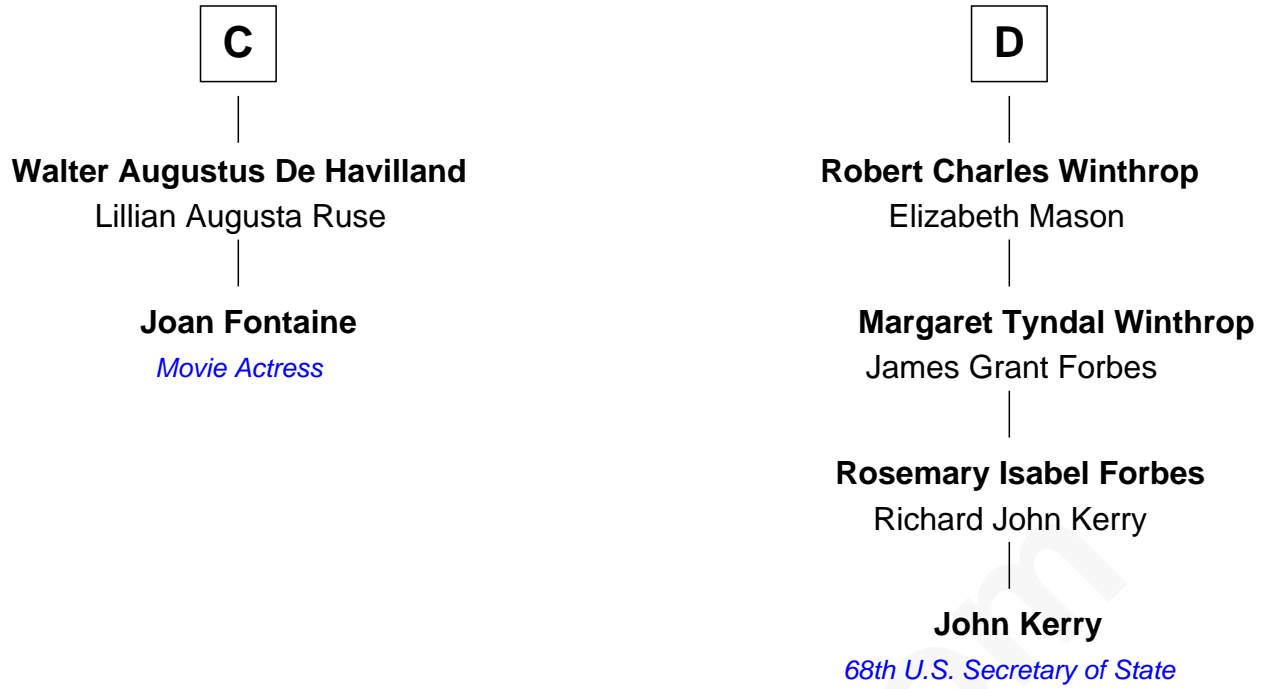 C
Walter Augustus De Havilland
Lillian Augusta Ruse
Joan Fontaine
Movie Actress
D
Robert Charles Winthrop
Elizabeth Mason
Margaret Tyndal Winthrop
James Grant Forbes
Rosemary Isabel Forbes
Richard John Kerry
John Kerry
68th U.S. Secretary of State